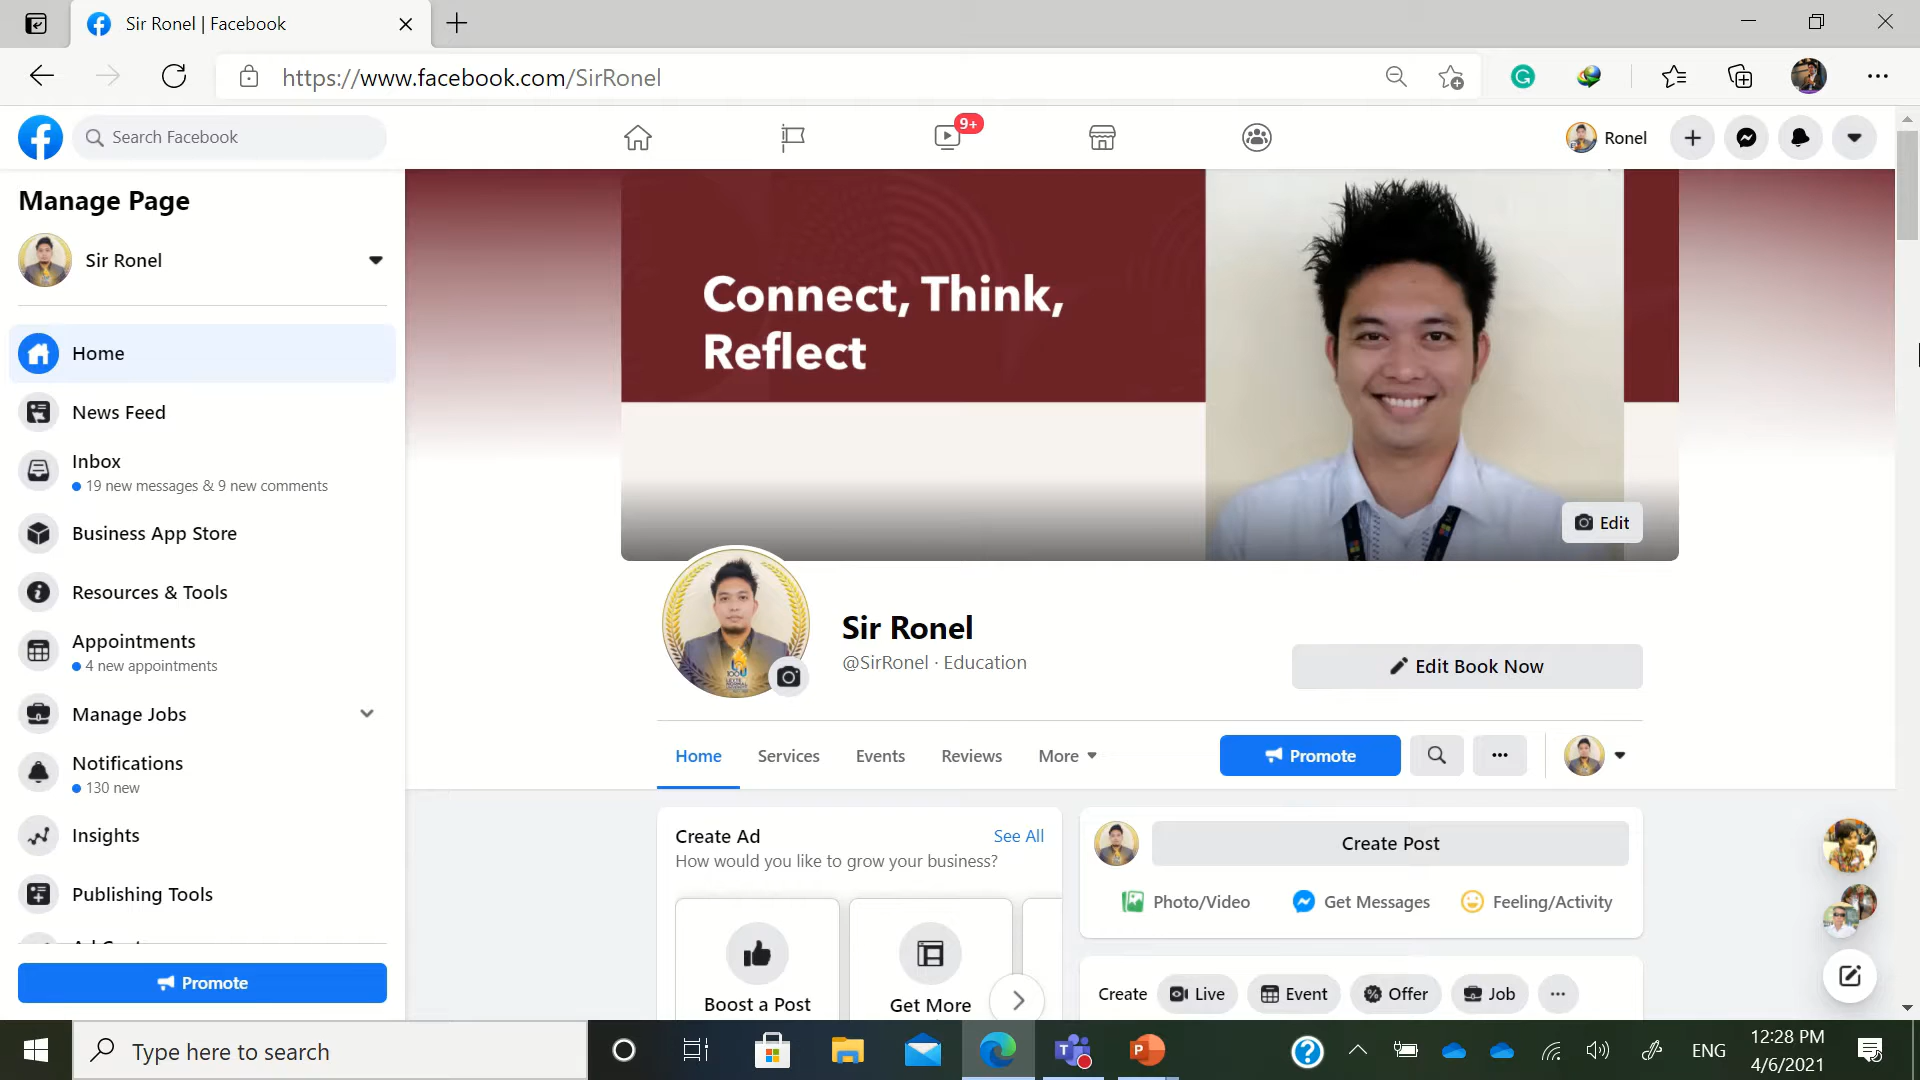 Sir Ronel | Facebook
https://www.facebook.com/SirRonel
Search Facebook
9+
Ronel
Manage Page
Sir Ronel
Home
News Feed
Inbox
19 new messages & 9 new comments
Business App Store
Resources & Tools
Appointments
4 new appointments
Manage Jobs
Notifications
130 new
Insights
Publishing Tools
Promote
Connect, Think,
Reflect
Edit
Sir Ronel
@SirRonel · Education
Edit Book Now
Home Services Events Reviews More
Promote
Create Ad
See All
How would you like to grow your business?
Boost a Post
Get More
Create Post
Photo/Video
Get Messages
Feeling/Activity
Create Live Event Offer Job
Type here to search
ENG
12:28 PM
4/6/2021